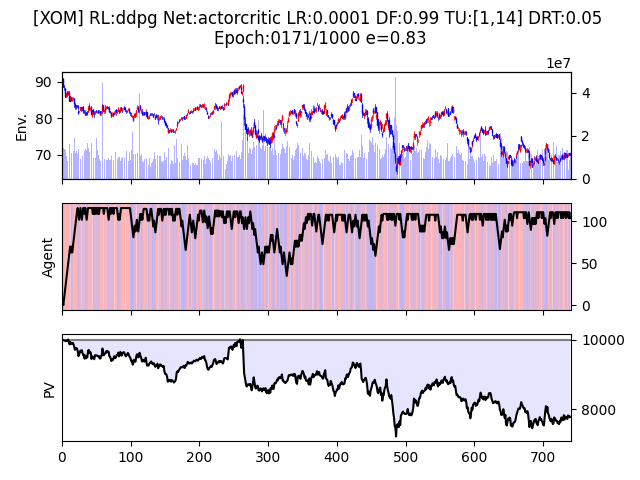 [XOM] RL:ddpg Net:actorcritic LR:0.0001 DF:0.99 TU:[1,14] DRT:0.05
Epoch:0171/1000 e=0.83
1e7
90
80
70
Env.
4
2
0
Agent
100
50
0
PV
10000
8000
0 100 200 300 400 500 600 700